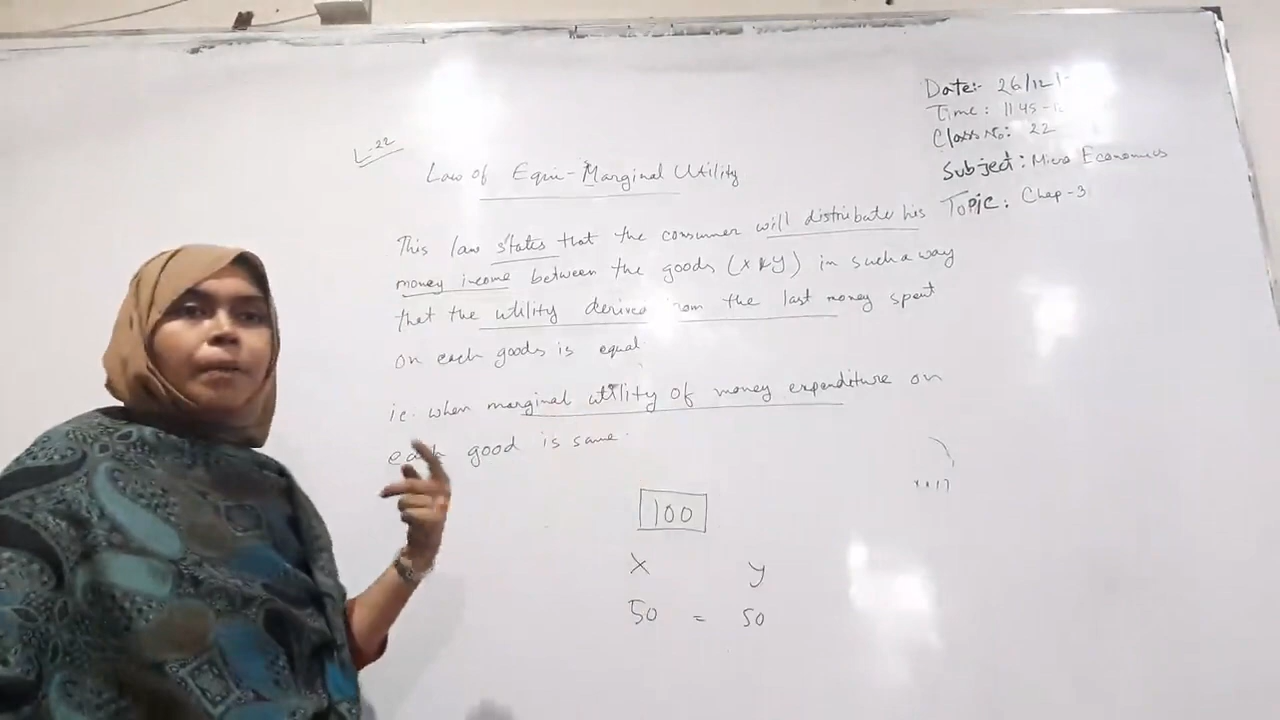 L-22
Law of Equi-Marginal Utility
This law states that the consumer will distribute his
money income between the goods (X & Y) in such a way
that the utility derived from the last money spent
on each goods is equal
i.e. when marginal utility of money expenditure on
each good is same.
100
X Y
50 = 50
Date:- 26/12/
Time: 11:45-12
Class No: 22
Subject: Micro Economics
Topic: Chap-3